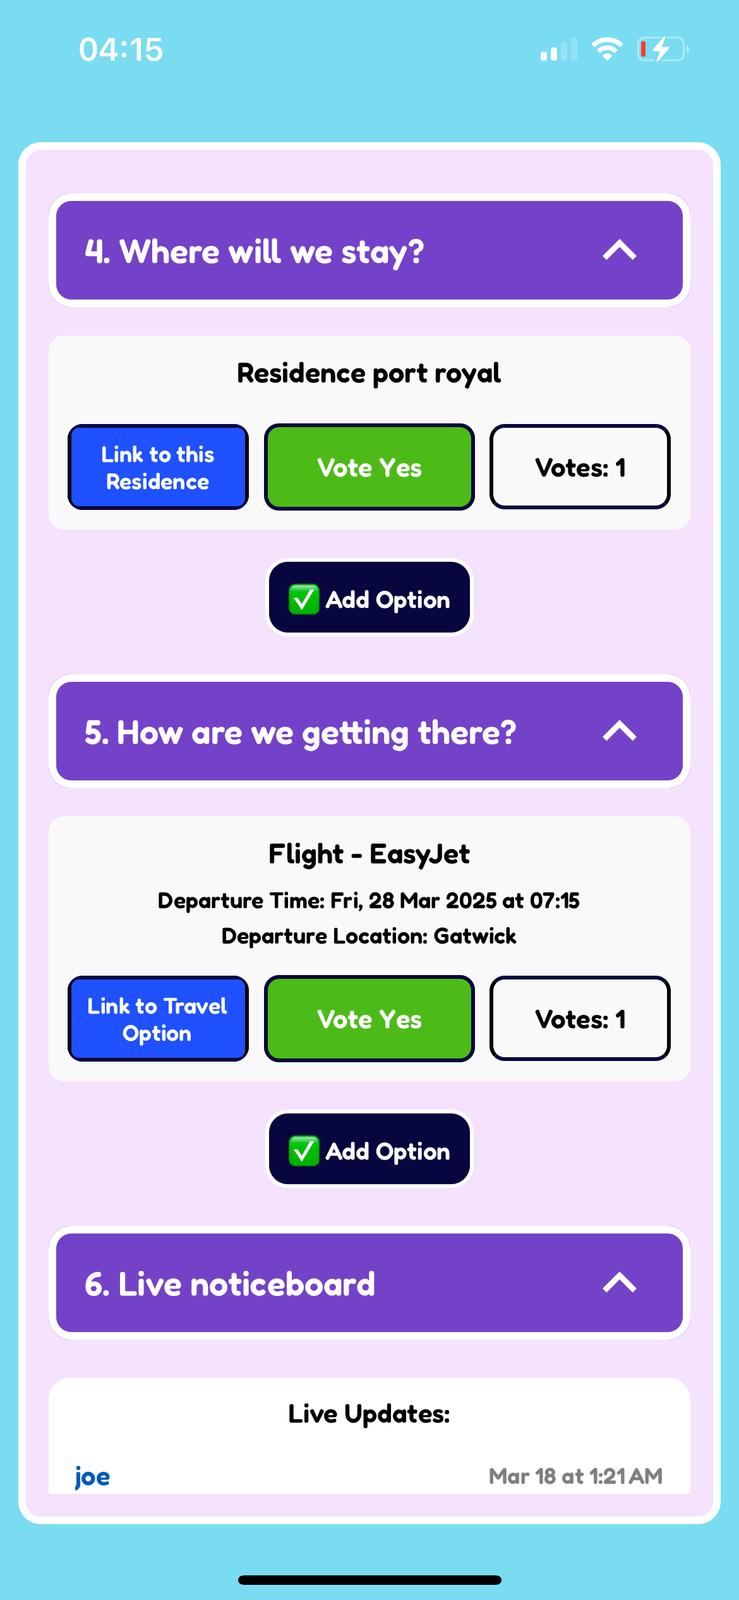 04:15
4. Where will we stay?
Residence port royal
Link to this
Residence
Vote Yes
Votes: 1
✅ Add Option
5. How are we getting there?
Flight - EasyJet
Departure Time: Fri, 28 Mar 2025 at 07:15
Departure Location: Gatwick
Link to Travel
Option
Vote Yes
Votes: 1
✅ Add Option
6. Live noticeboard
Live Updates:
joe Mar 18 at 1:21 AM